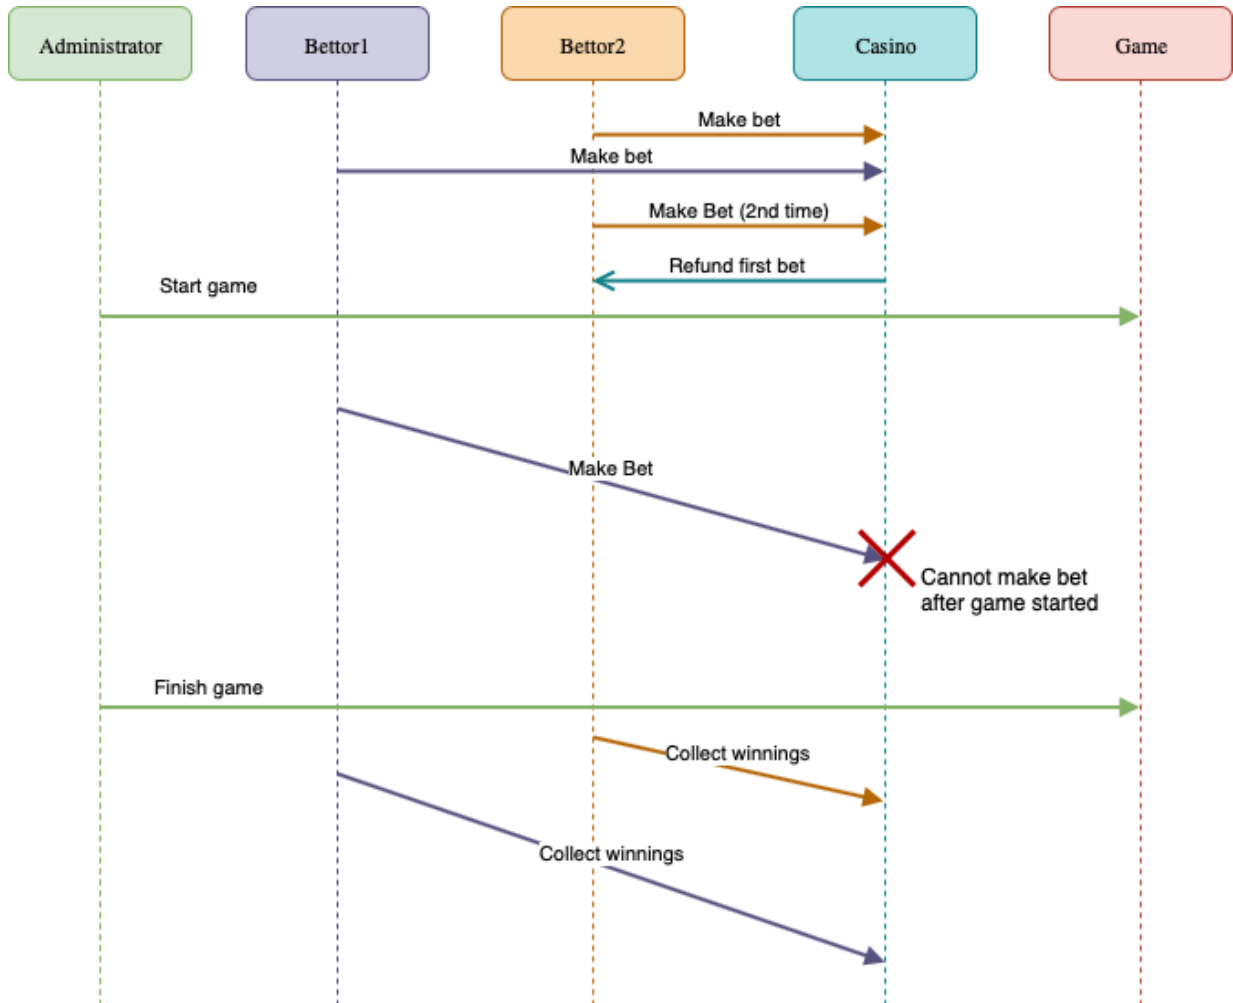 Administrator
Bettor1
Bettor2
Casino
Game
Make bet
Make bet
Make Bet (2nd time)
Refund first bet
Start game
Make Bet
Cannot make bet
after game started
Finish game
Collect winnings
Collect winnings